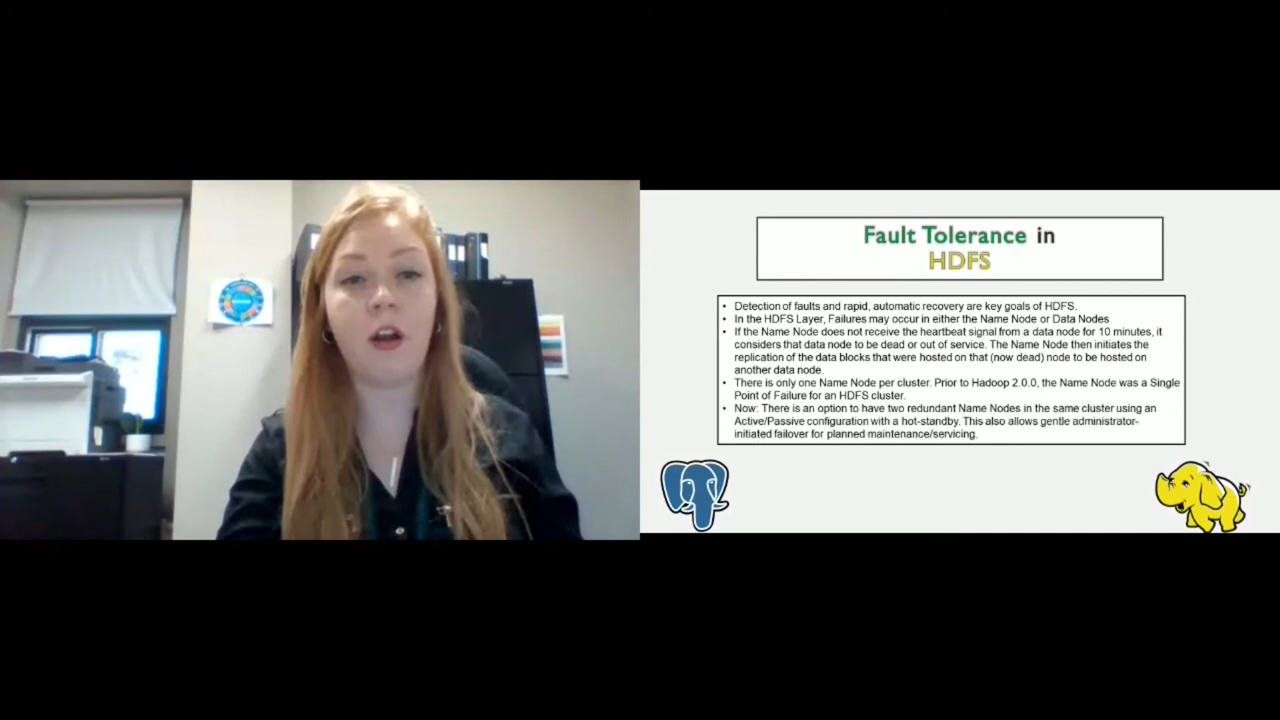 Fault Tolerance in
HDFS
• Detection of faults and rapid, automatic recovery are key goals of HDFS.
• In the HDFS Layer, Failures may occur in either the Name Node or Data Nodes
• If the Name Node does not receive the heartbeat signal from a data node for 10 minutes, it
considers that data node to be dead or out of service. The Name Node then initiates the
replication of the data blocks that were hosted on that (now dead) node to be hosted on
another data node.
• There is only one Name Node per cluster. Prior to Hadoop 2.0.0, the Name Node was a Single
Point of Failure for an HDFS cluster.
• Now: There is an option to have two redundant Name Nodes in the same cluster using an
Active/Passive configuration with a hot-standby. This also allows gentle administrator-
initiated failover for planned maintenance/servicing.